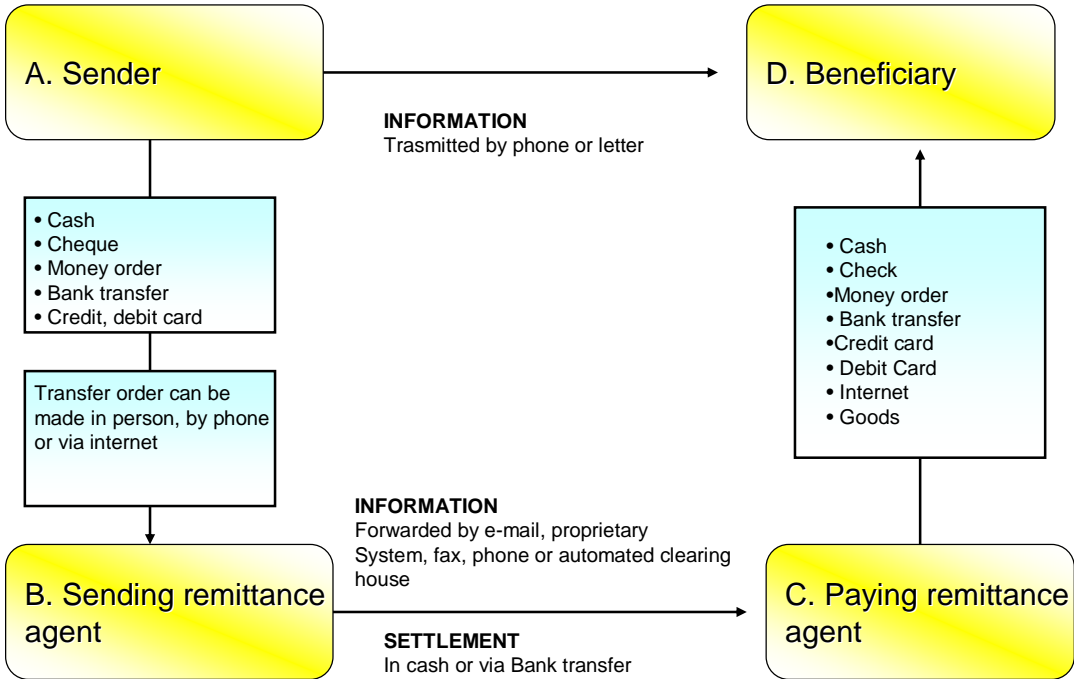 A. Sender
D. Beneficiary
INFORMATION
Trasmitted by phone or letter
• Cash
• Cheque
• Money order
• Bank transfer
• Credit, debit card
• Cash
• Check
•Money order
• Bank transfer
•Credit card
• Debit Card
• Internet
• Goods
Transfer order can be
made in person, by phone
or via internet
INFORMATION
Forwarded by e-mail, proprietary
System, fax, phone or automated clearing
house
B. Sending remittance
agent
C. Paying remittance
agent
SETTLEMENT
In cash or via Bank transfer